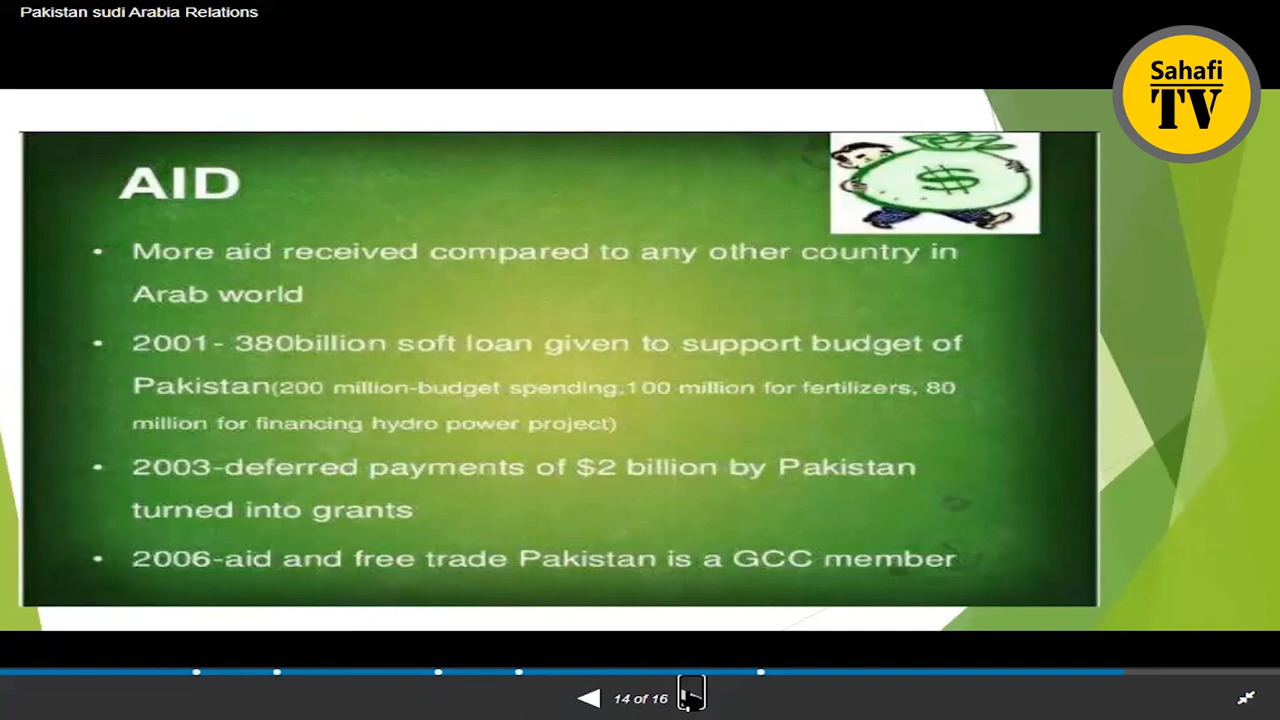 Pakistan sudi Arabia Relations
Sahafi
TV
AID
$
• More aid received compared to any other country in
Arab world
• 2001- 380billion soft loan given to support budget of
Pakistan(200 million-budget spending,100 million for fertilizers, 80
million for financing hydro power project)
• 2003-deferred payments of $2 billion by Pakistan
turned into grants
• 2006-aid and free trade Pakistan is a GCC member
14 of 16